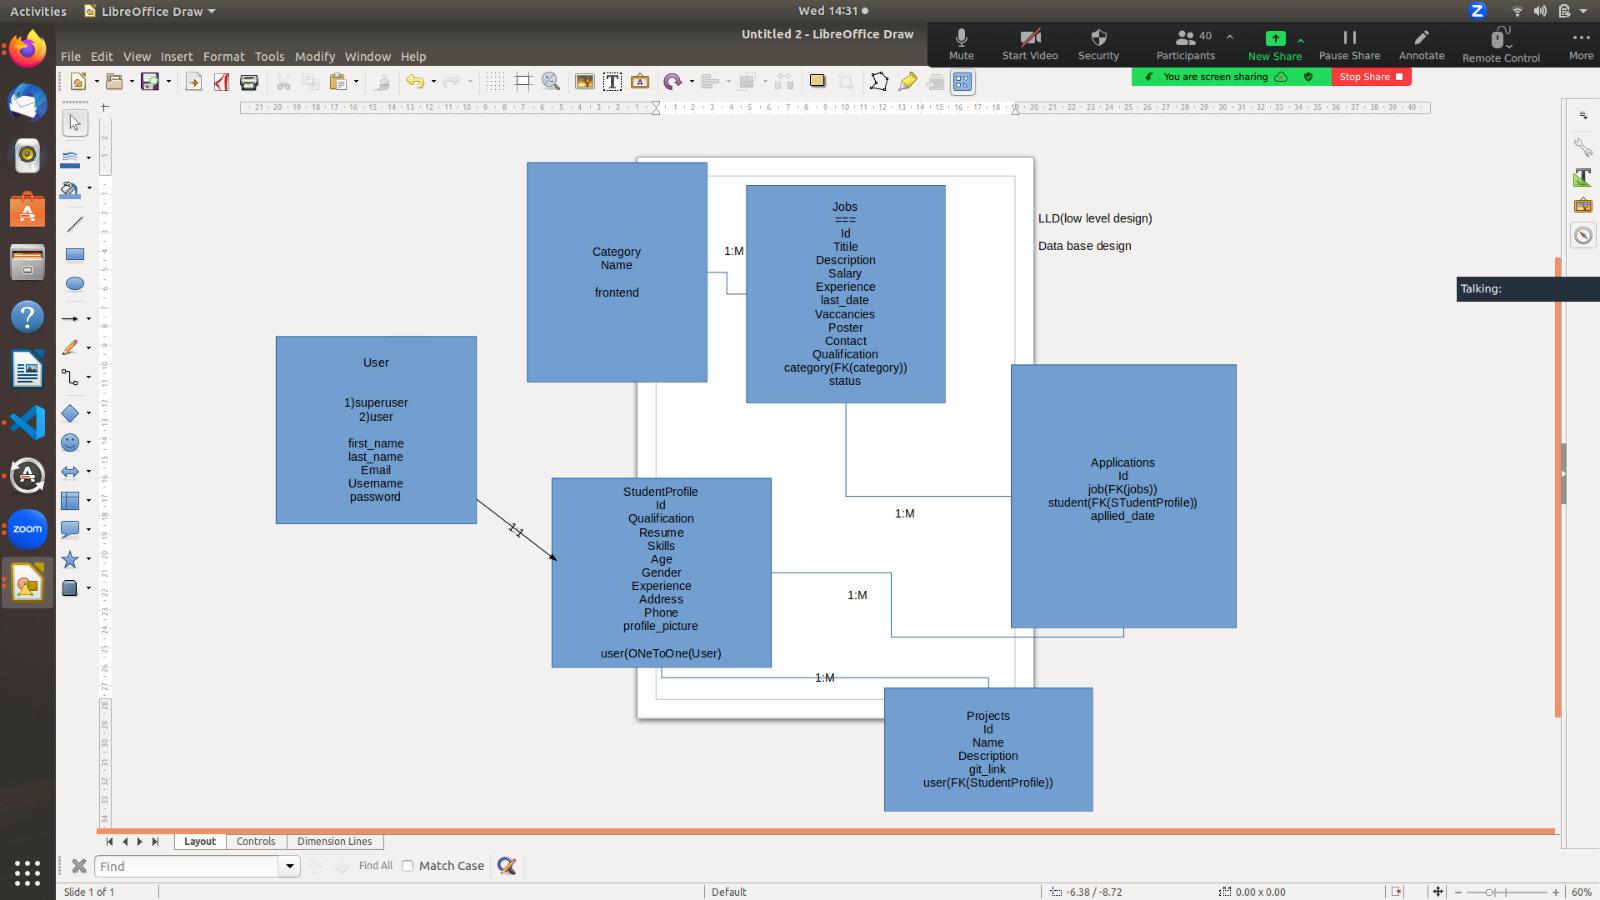 Activities
LibreOffice Draw
Wed 14:31
Untitled 2 - LibreOffice Draw
File Edit View Insert Format Tools Modify Window Help
Mute
Start Video
Security
40
Participants
New Share
Pause Share
Annotate
Remote Control
More
You are screen sharing
Stop Share
Talking:
LLD(low level design)
Data base design
Category
Name
frontend
1:M
Jobs
===
Id
Titile
Description
Salary
Experience
last_date
Vaccancies
Poster
Contact
Qualification
category(FK(category))
status
User
1)superuser
2)user
first_name
last_name
Email
Username
password
1:1
StudentProfile
Id
Qualification
Resume
Skills
Age
Gender
Experience
Address
Phone
profile_picture
user(ONeToOne(User)
Applications
Id
job(FK(jobs))
student(FK(STudentProfile))
apllied_date
1:M
1:M
1:M
Projects
Id
Name
Description
git_link
user(FK(StudentProfile))
Layout
Controls
Dimension Lines
Find
Find All
Match Case
Slide 1 of 1
Default
-6.38 / -8.72
0.00 x 0.00
60%
zoom